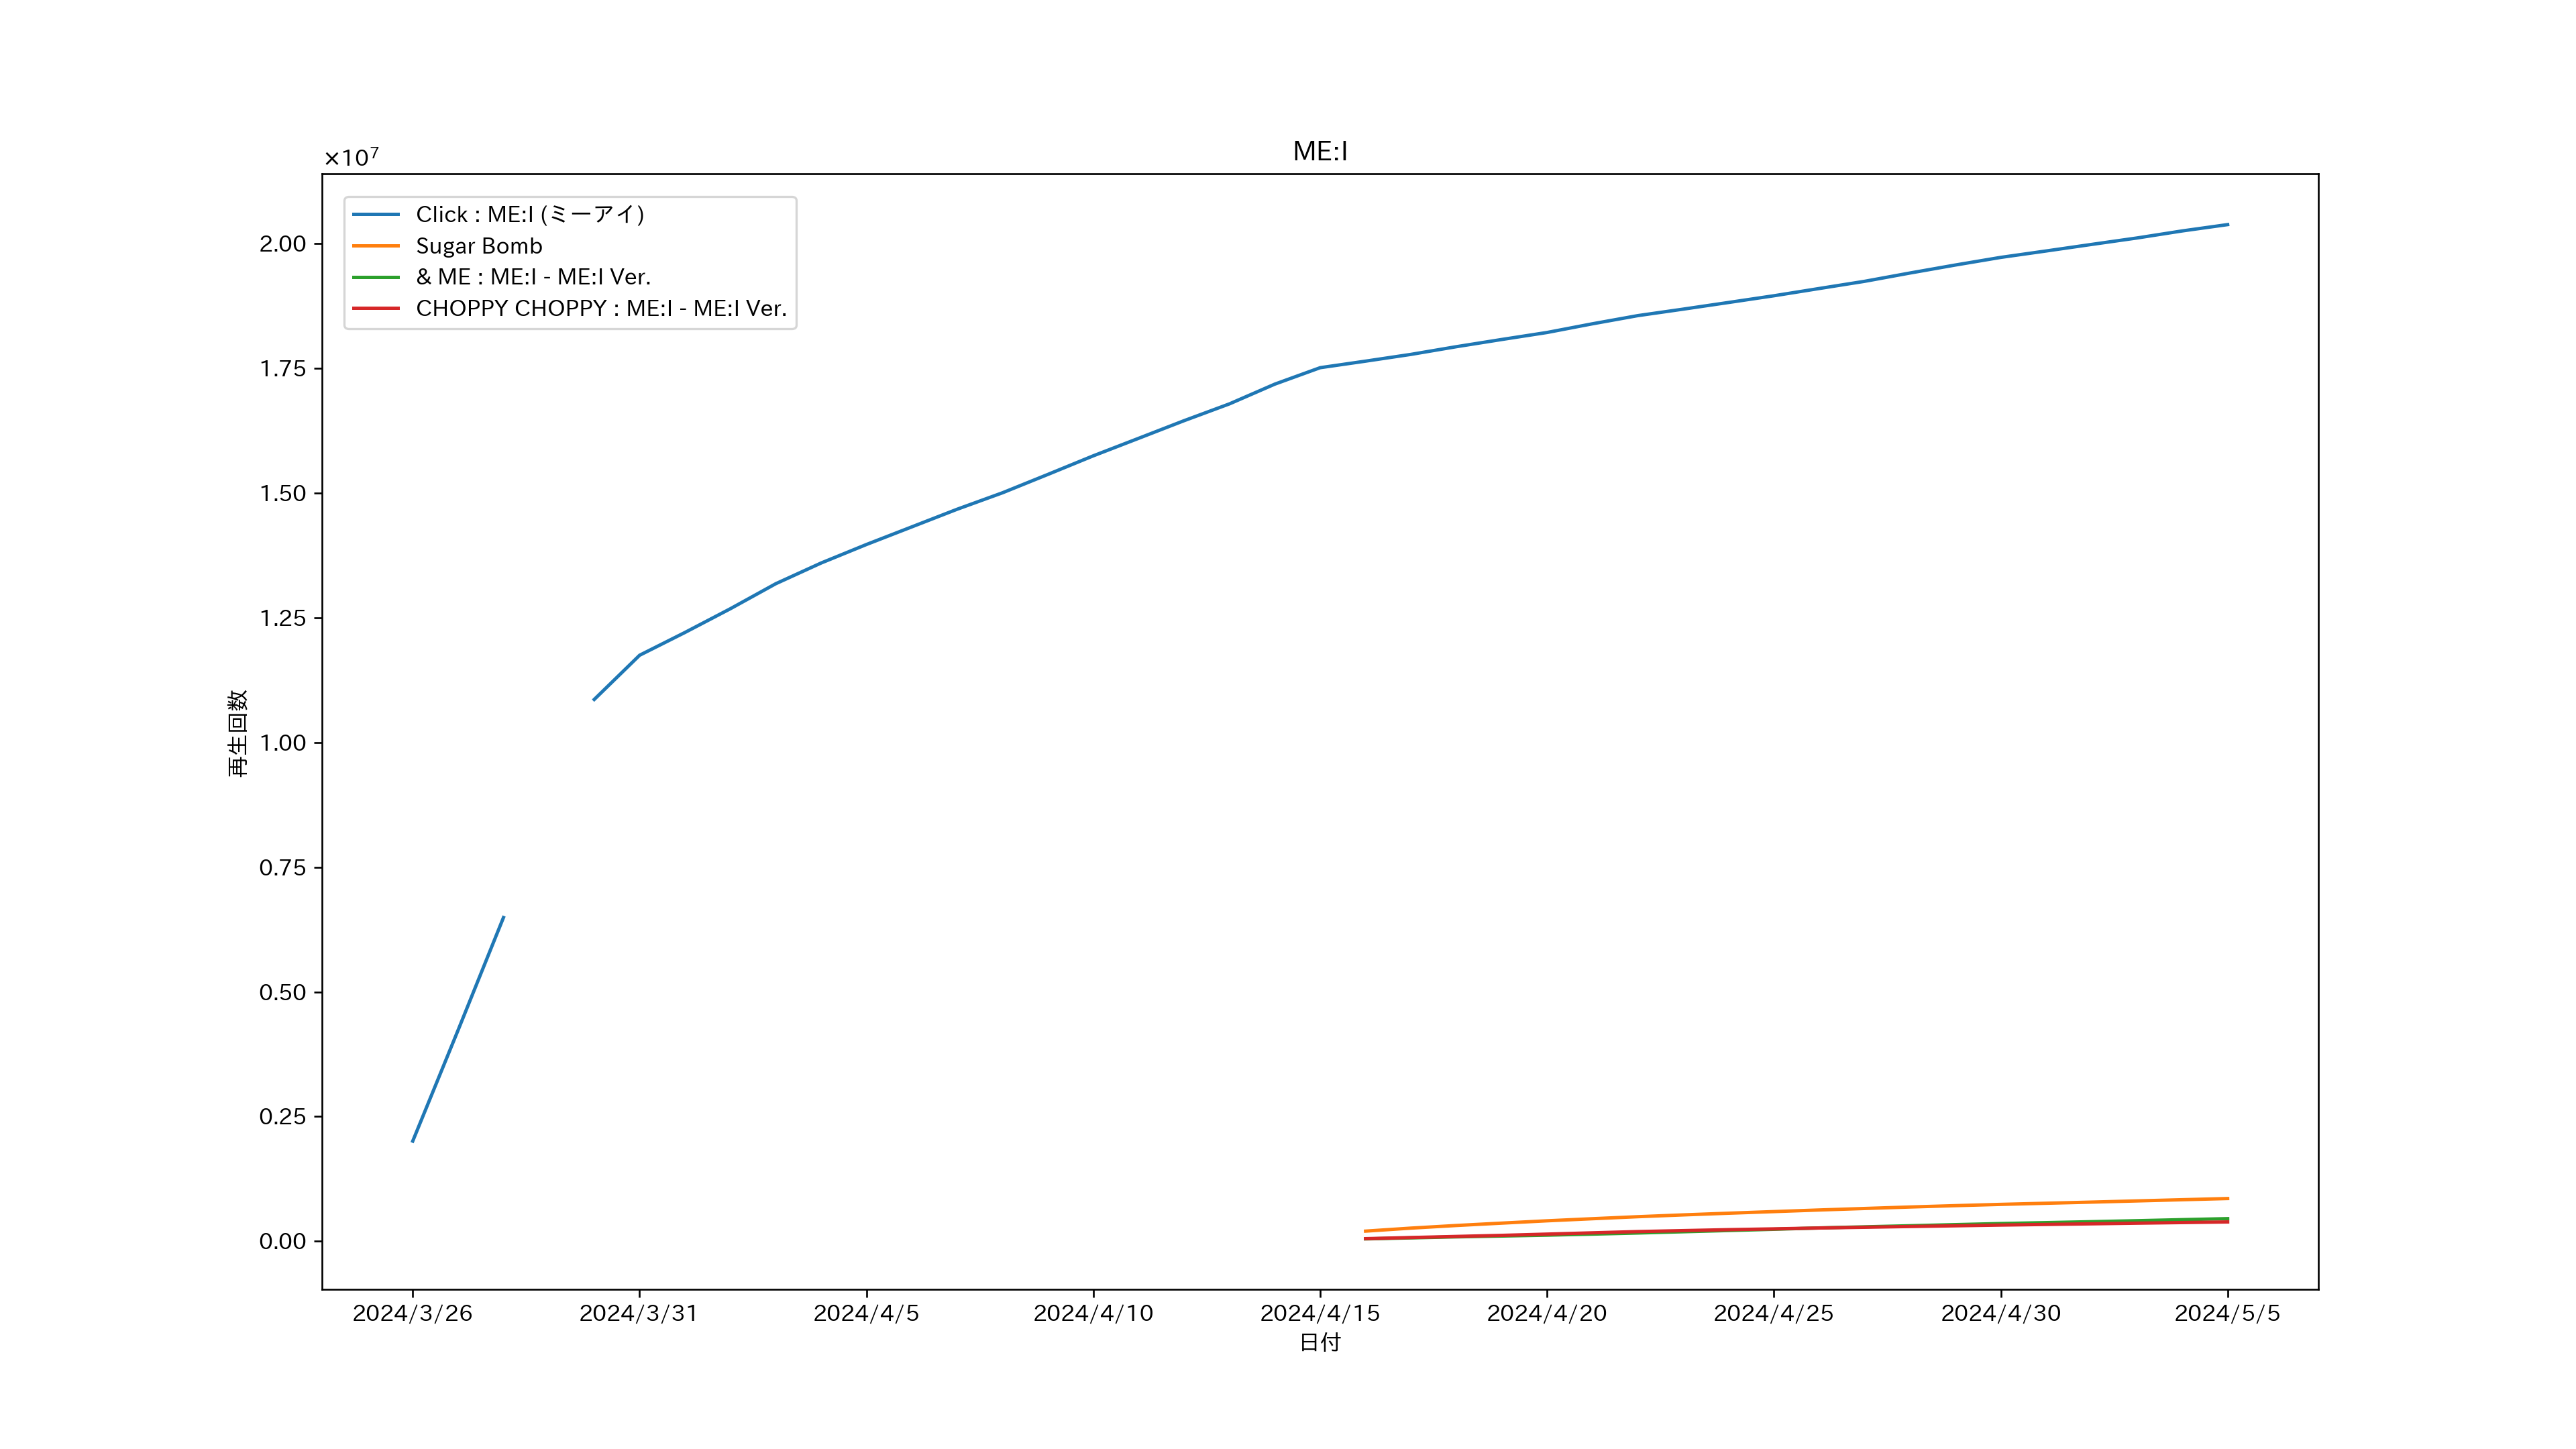 ME:I
×10⁷
Click : ME:I (ミーアイ)
Sugar Bomb
& ME : ME:I - ME:I Ver.
CHOPPY CHOPPY : ME:I - ME:I Ver.
2.00
1.75
1.50
1.25
1.00
0.75
0.50
0.25
0.00
再生回数
2024/3/26 2024/3/31 2024/4/5 2024/4/10 2024/4/15 2024/4/20 2024/4/25 2024/4/30 2024/5/5
日付